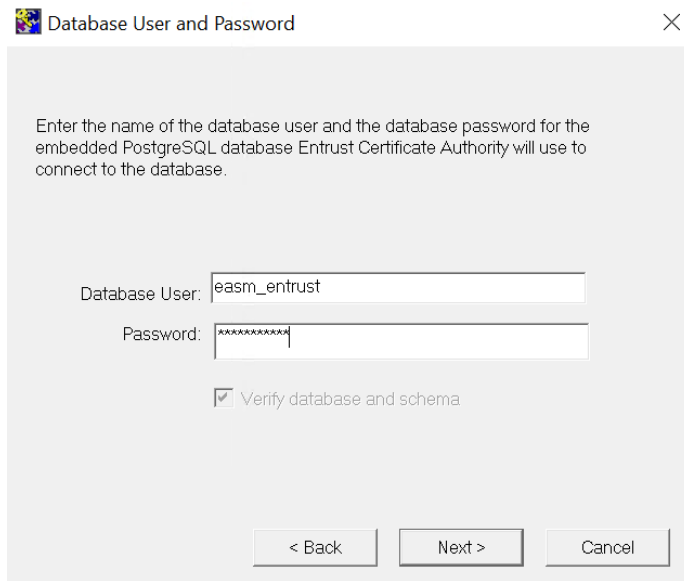 Database User and Password
Enter the name of the database user and the database password for the
embedded PostgreSQL database Entrust Certificate Authority will use to
connect to the database.
Database User: easm_entrust
Password: ***********
Verify database and schema
< Back Next > Cancel